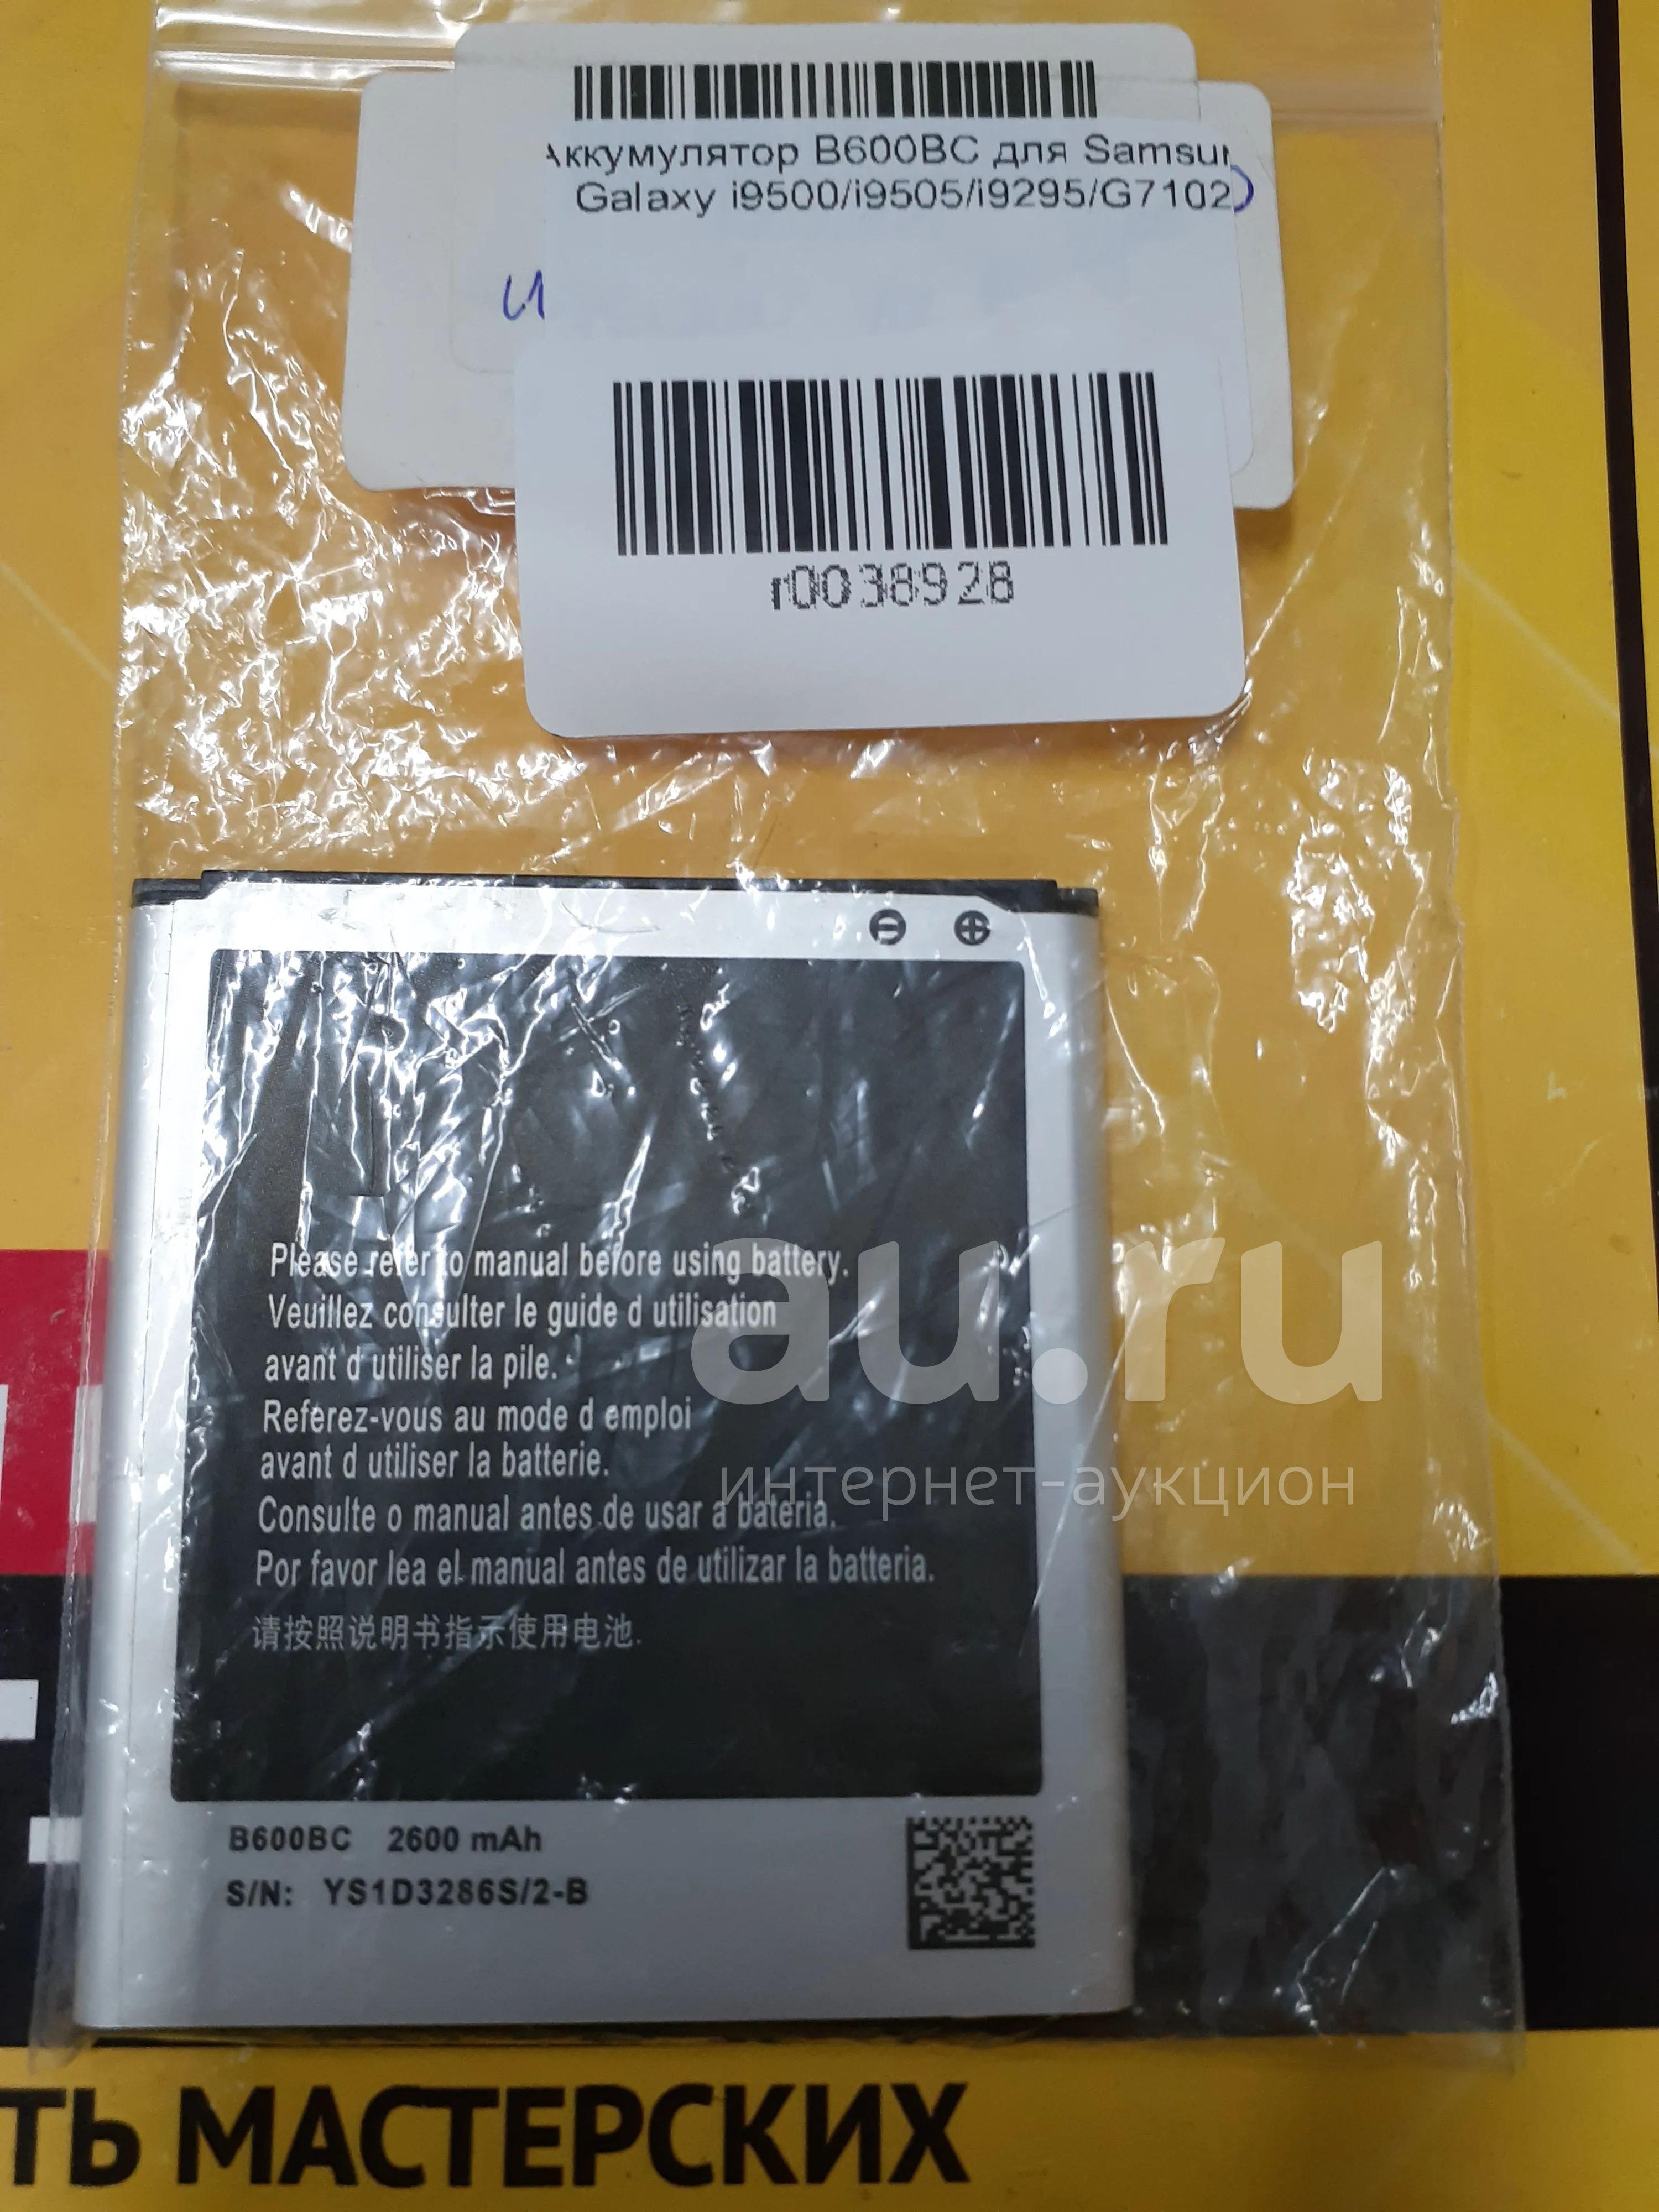 Аккумулятор B600BC для Samsun
Galaxy i9500/i9505/i9295/G7102
и
r0038928
Please refer to manual before using battery.
Veuillez consulter le guide d utilisation
avant d utiliser la pile.
Referez-vous au mode d emploi
avant d utiliser la batterie.
Consulte o manual antes de usar a bateria.
Por favor lea el manual antes de utilizar la batteria.
请按照说明书指示使用电池.
au.ru
интернет-аукцион
B600BC 2600 mAh
S/N: YS1D3286S/2-B
ТЬ МАСТЕРСКИХ